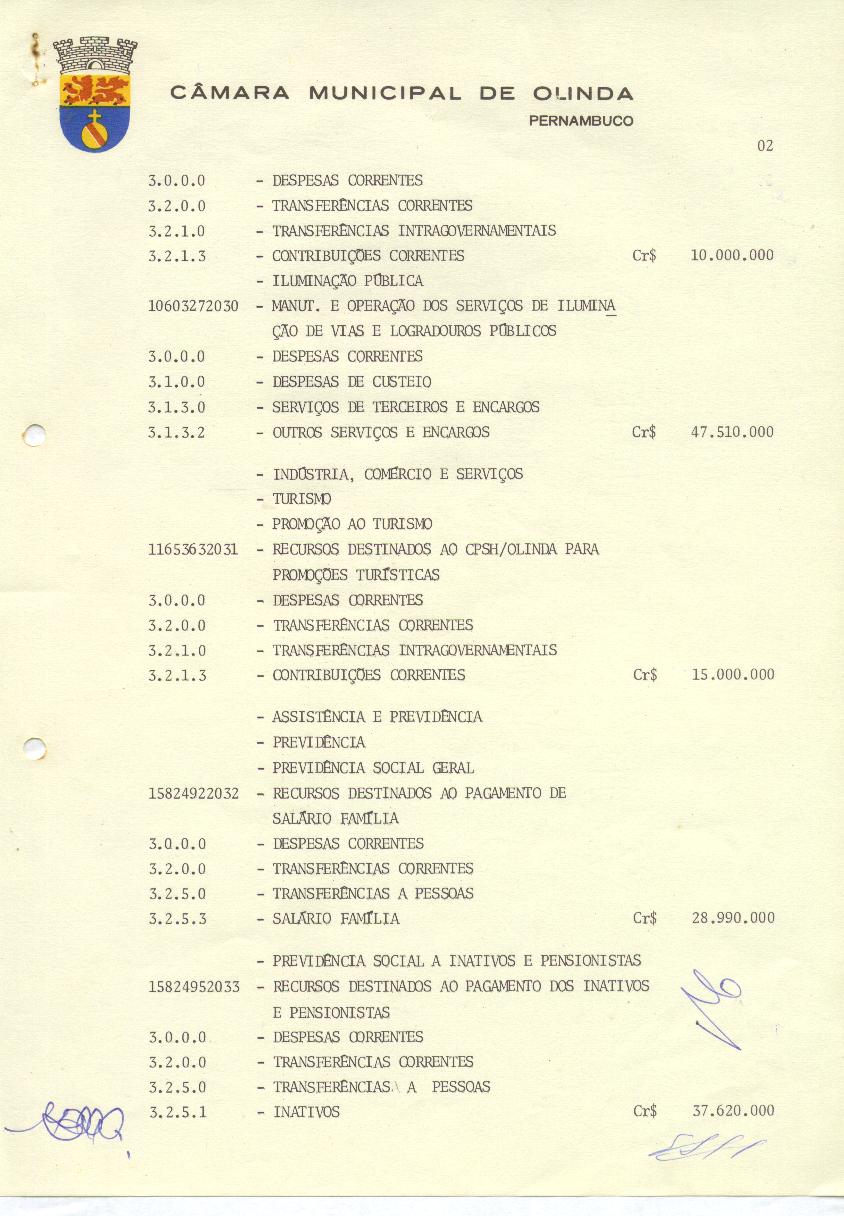 CÂMARA MUNICIPAL DE OLINDA
PERNAMBUCO
02
3.0.0.0 - DESPESAS CORRENTES
3.2.0.0 - TRANSFERÊNCIAS CORRENTES
3.2.1.0 - TRANSFERÊNCIAS INTRAGOVERNAMENTAIS
3.2.1.3 - CONTRIBUIÇÕES CORRENTES Cr$ 10.000.000
- ILUMINAÇÃO PÚBLICA
10603272030 - MANUT. E OPERAÇÃO DOS SERVIÇOS DE ILUMINA
ÇÃO DE VIAS E LOGRADOUROS PÚBLICOS
3.0.0.0 - DESPESAS CORRENTES
3.1.0.0 - DESPESAS DE CUSTEIO
3.1.3.0 - SERVIÇOS DE TERCEIROS E ENCARGOS
3.1.3.2 - OUTROS SERVIÇOS E ENCARGOS Cr$ 47.510.000
- INDÚSTRIA, COMÉRCIO E SERVIÇOS
- TURISMO
- PROMOÇÃO AO TURISMO
11653632031 - RECURSOS DESTINADOS AO CPSH/OLINDA PARA
PROMOÇÕES TURÍSTICAS
3.0.0.0 - DESPESAS CORRENTES
3.2.0.0 - TRANSFERÊNCIAS CORRENTES
3.2.1.0 - TRANSFERÊNCIAS INTRAGOVERNAMENTAIS
3.2.1.3 - CONTRIBUIÇÕES CORRENTES Cr$ 15.000.000
- ASSISTÊNCIA E PREVIDÊNCIA
- PREVIDÊNCIA
- PREVIDÊNCIA SOCIAL GERAL
15824922032 - RECURSOS DESTINADOS AO PAGAMENTO DE
SALÁRIO FAMÍLIA
3.0.0.0 - DESPESAS CORRENTES
3.2.0.0 - TRANSFERÊNCIAS CORRENTES
3.2.5.0 - TRANSFERÊNCIAS A PESSOAS
3.2.5.3 - SALÁRIO FAMÍLIA Cr$ 28.990.000
- PREVIDÊNCIA SOCIAL A INATIVOS E PENSIONISTAS
15824952033 - RECURSOS DESTINADOS AO PAGAMENTO DOS INATIVOS
E PENSIONISTAS
3.0.0.0 - DESPESAS CORRENTES
3.2.0.0 - TRANSFERÊNCIAS CORRENTES
3.2.5.0 - TRANSFERÊNCIAS A PESSOAS
3.2.5.1 - INATIVOS Cr$ 37.620.000